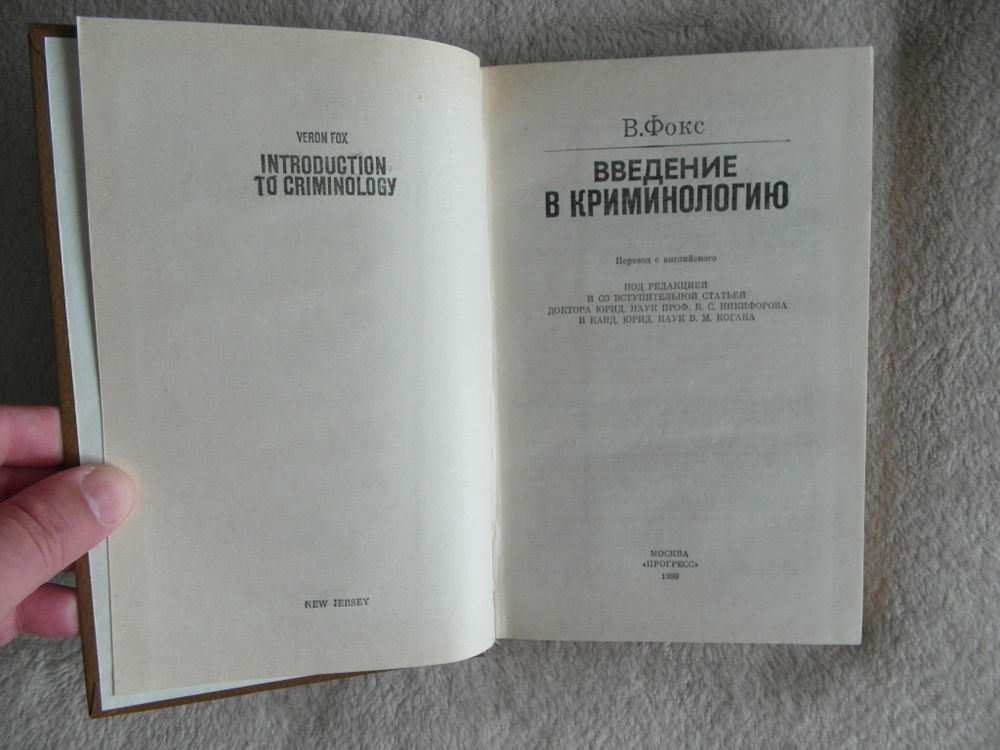 VERON FOX
INTRODUCTION
TO CRIMINOLOGY
NEW JERSEY
В.Фокс
ВВЕДЕНИЕ
В КРИМИНОЛОГИЮ
Перевод с английского
ПОД РЕДАКЦИЕЙ
И СО ВСТУПИТЕЛЬНОЙ СТАТЬЕЙ
ДОКТОРА ЮРИД. НАУК ПРОФ. Б. С. НИКИФОРОВА
И КАНД. ЮРИД. НАУК В. М. КОГАНА
МОСКВА
«ПРОГРЕСС»
1980